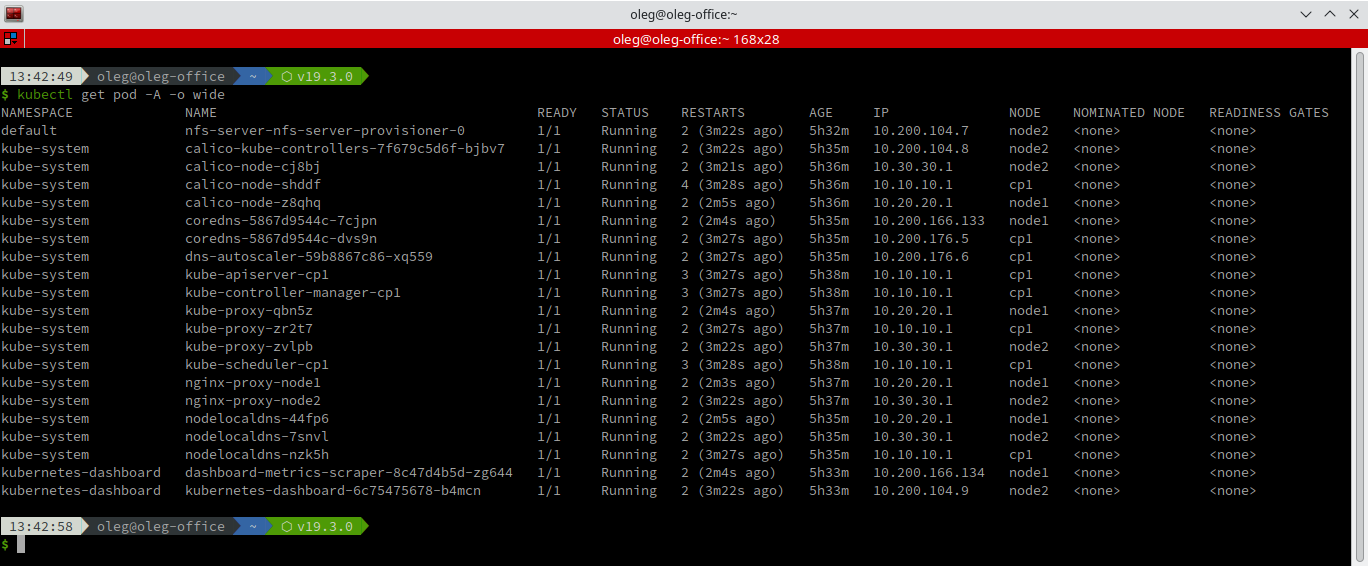 oleg@oleg-office:~
oleg@oleg-office:~ 168x28
13:42:49 oleg@oleg-office ~ ⬡ v19.3.0
$ kubectl get pod -A -o wide
NAMESPACE NAME READY STATUS RESTARTS AGE IP NODE NOMINATED NODE READINESS GATES
default nfs-server-nfs-server-provisioner-0 1/1 Running 2 (3m22s ago) 5h32m 10.200.104.7 node2 <none> <none>
kube-system calico-kube-controllers-7f679c5d6f-bjbv7 1/1 Running 2 (3m22s ago) 5h35m 10.200.104.8 node2 <none> <none>
kube-system calico-node-cj8bj 1/1 Running 2 (3m21s ago) 5h36m 10.30.30.1 node2 <none> <none>
kube-system calico-node-shddf 1/1 Running 4 (3m28s ago) 5h36m 10.10.10.1 cp1 <none> <none>
kube-system calico-node-z8qhq 1/1 Running 2 (2m5s ago) 5h36m 10.20.20.1 node1 <none> <none>
kube-system coredns-5867d9544c-7cjpn 1/1 Running 2 (2m4s ago) 5h35m 10.200.166.133 node1 <none> <none>
kube-system coredns-5867d9544c-dvs9n 1/1 Running 2 (3m27s ago) 5h35m 10.200.176.5 cp1 <none> <none>
kube-system dns-autoscaler-59b8867c86-xq559 1/1 Running 2 (3m27s ago) 5h35m 10.200.176.6 cp1 <none> <none>
kube-system kube-apiserver-cp1 1/1 Running 3 (3m27s ago) 5h38m 10.10.10.1 cp1 <none> <none>
kube-system kube-controller-manager-cp1 1/1 Running 3 (3m27s ago) 5h38m 10.10.10.1 cp1 <none> <none>
kube-system kube-proxy-qbn5z 1/1 Running 2 (2m4s ago) 5h37m 10.20.20.1 node1 <none> <none>
kube-system kube-proxy-zr2t7 1/1 Running 2 (3m27s ago) 5h37m 10.10.10.1 cp1 <none> <none>
kube-system kube-proxy-zvlpb 1/1 Running 2 (3m22s ago) 5h37m 10.30.30.1 node2 <none> <none>
kube-system kube-scheduler-cp1 1/1 Running 3 (3m28s ago) 5h38m 10.10.10.1 cp1 <none> <none>
kube-system nginx-proxy-node1 1/1 Running 2 (2m3s ago) 5h37m 10.20.20.1 node1 <none> <none>
kube-system nginx-proxy-node2 1/1 Running 2 (3m22s ago) 5h37m 10.30.30.1 node2 <none> <none>
kube-system nodelocaldns-44fp6 1/1 Running 2 (2m5s ago) 5h35m 10.20.20.1 node1 <none> <none>
kube-system nodelocaldns-7snvl 1/1 Running 2 (3m22s ago) 5h35m 10.30.30.1 node2 <none> <none>
kube-system nodelocaldns-nzk5h 1/1 Running 2 (3m27s ago) 5h35m 10.10.10.1 cp1 <none> <none>
kubernetes-dashboard dashboard-metrics-scraper-8c47d4b5d-zg644 1/1 Running 2 (2m4s ago) 5h33m 10.200.166.134 node1 <none> <none>
kubernetes-dashboard kubernetes-dashboard-6c75475678-b4mcn 1/1 Running 2 (3m22s ago) 5h33m 10.200.104.9 node2 <none> <none>
13:42:58 oleg@oleg-office ~ ⬡ v19.3.0
$